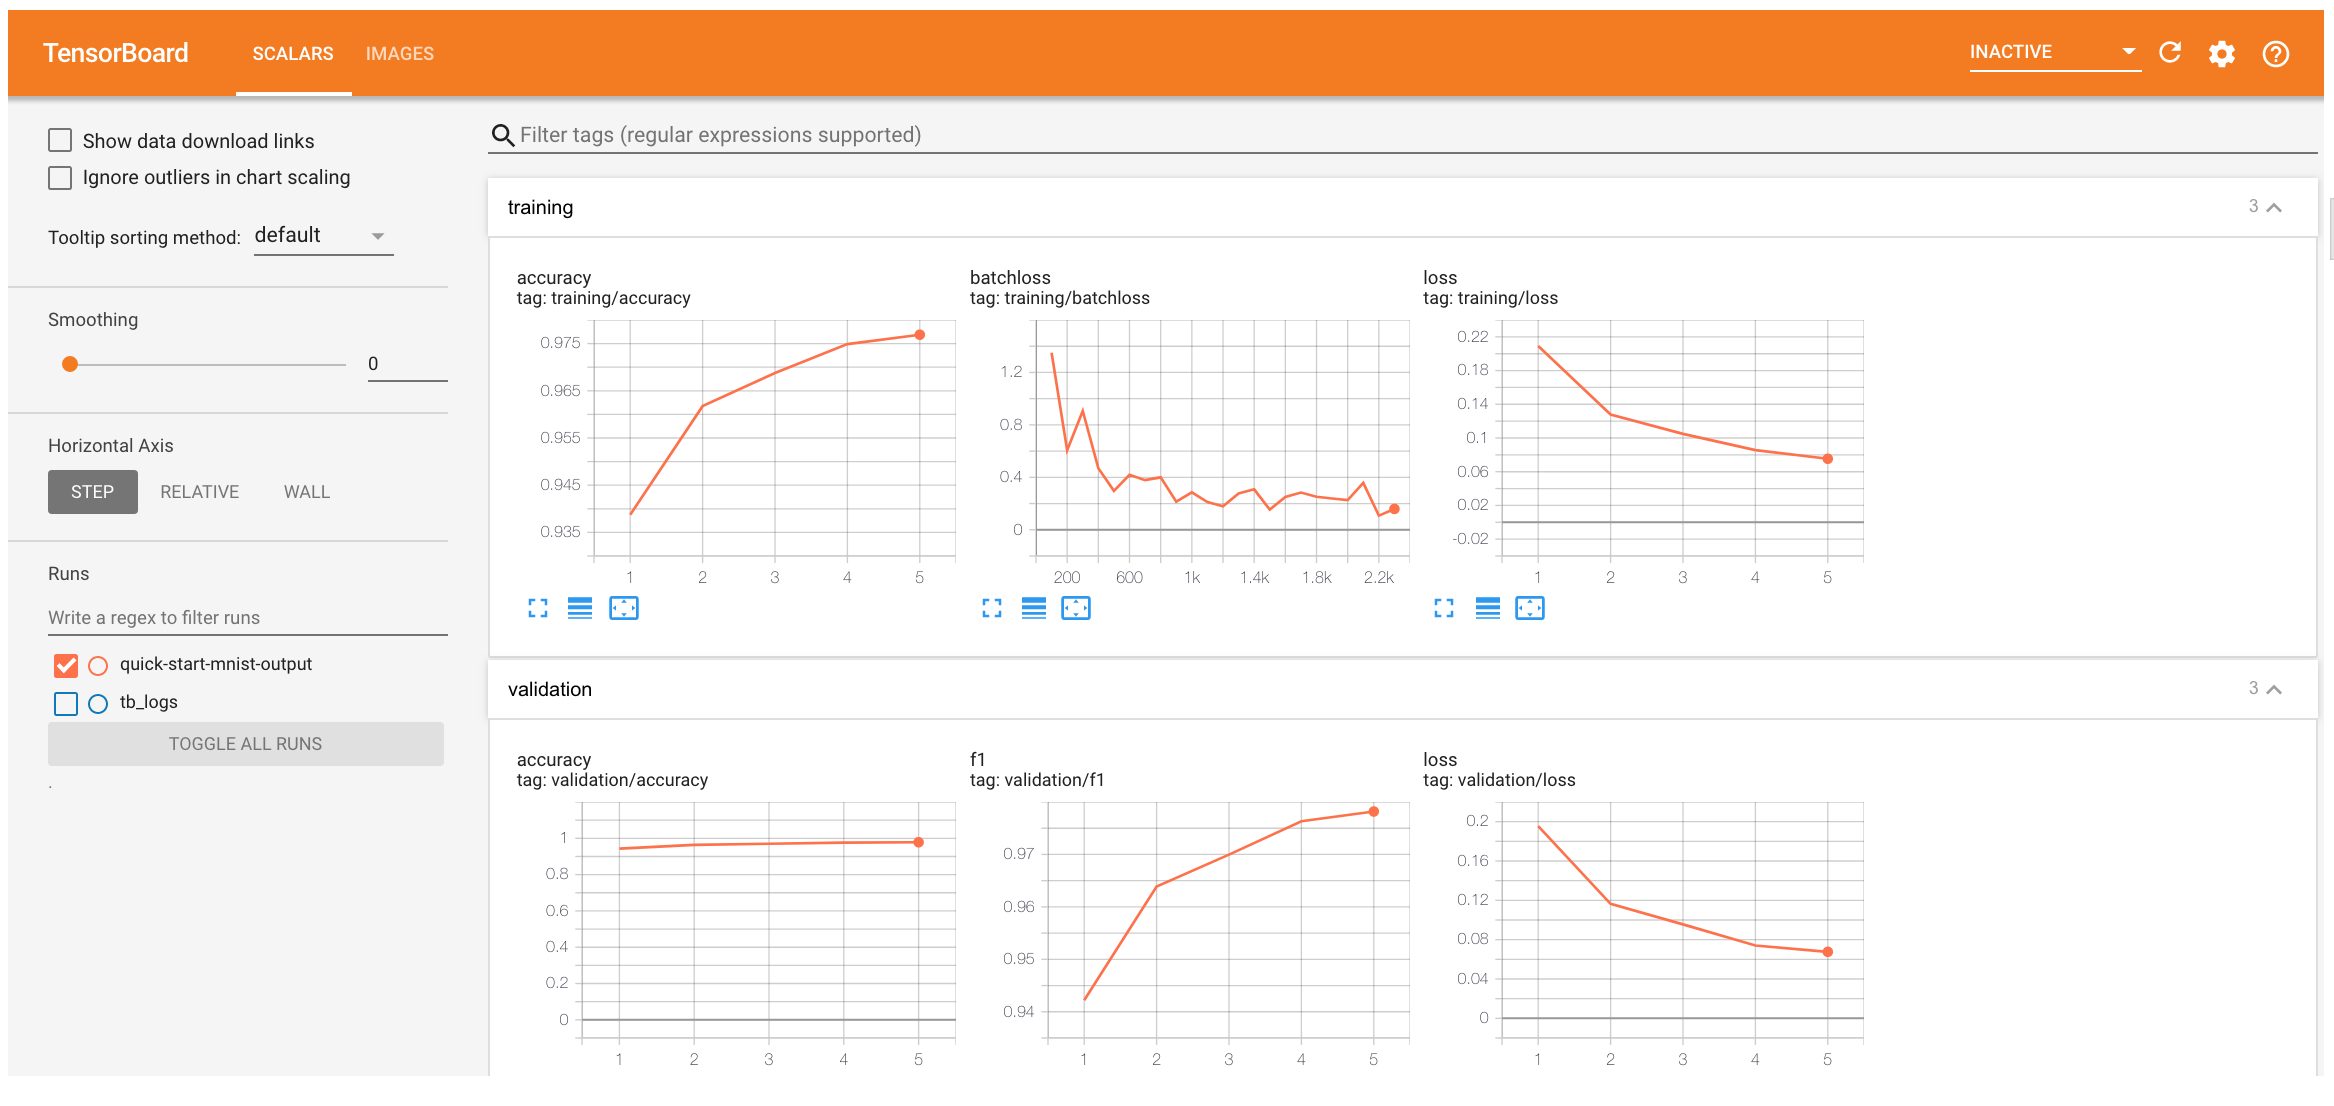 TensorBoard SCALARS IMAGES INACTIVE
Show data download links
Ignore outliers in chart scaling
Tooltip sorting method: default
Smoothing
0
Horizontal Axis
STEP RELATIVE WALL
Runs
Write a regex to filter runs
quick-start-mnist-output
tb_logs
TOGGLE ALL RUNS
.
Filter tags (regular expressions supported)
training 3
accuracy
tag: training/accuracy
0.975
0.965
0.955
0.945
0.935
1 2 3 4 5
batchloss
tag: training/batchloss
1.2
0.8
0.4
0
200 600 1k 1.4k 1.8k 2.2k
loss
tag: training/loss
0.22
0.18
0.14
0.1
0.06
0.02
-0.02
1 2 3 4 5
validation 3
accuracy
tag: validation/accuracy
1
0.8
0.6
0.4
0.2
0
1 2 3 4 5
f1
tag: validation/f1
0.97
0.96
0.95
0.94
1 2 3 4 5
loss
tag: validation/loss
0.2
0.16
0.12
0.08
0.04
0
1 2 3 4 5